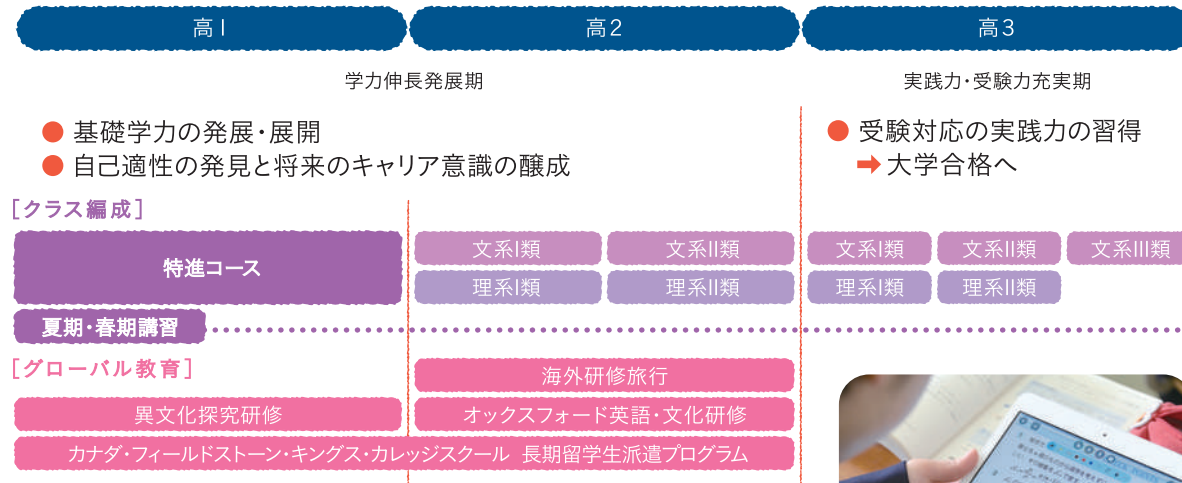 高1
高2
高3
学力伸長発展期
実践力・受験力充実期
● 基礎学力の発展・展開
● 自己適性の発見と将来のキャリア意識の醸成
● 受験対応の実践力の習得
➡ 大学合格へ
[クラス編成]
特進コース
文系I類
文系II類
文系I類
文系II類
文系III類
理系I類
理系II類
理系I類
理系II類
夏期・春期講習
[グローバル教育]
海外研修旅行
異文化探究研修
オックスフォード英語・文化研修
カナダ・フィールドストーン・キングス・カレッジスクール 長期留学生派遣プログラム